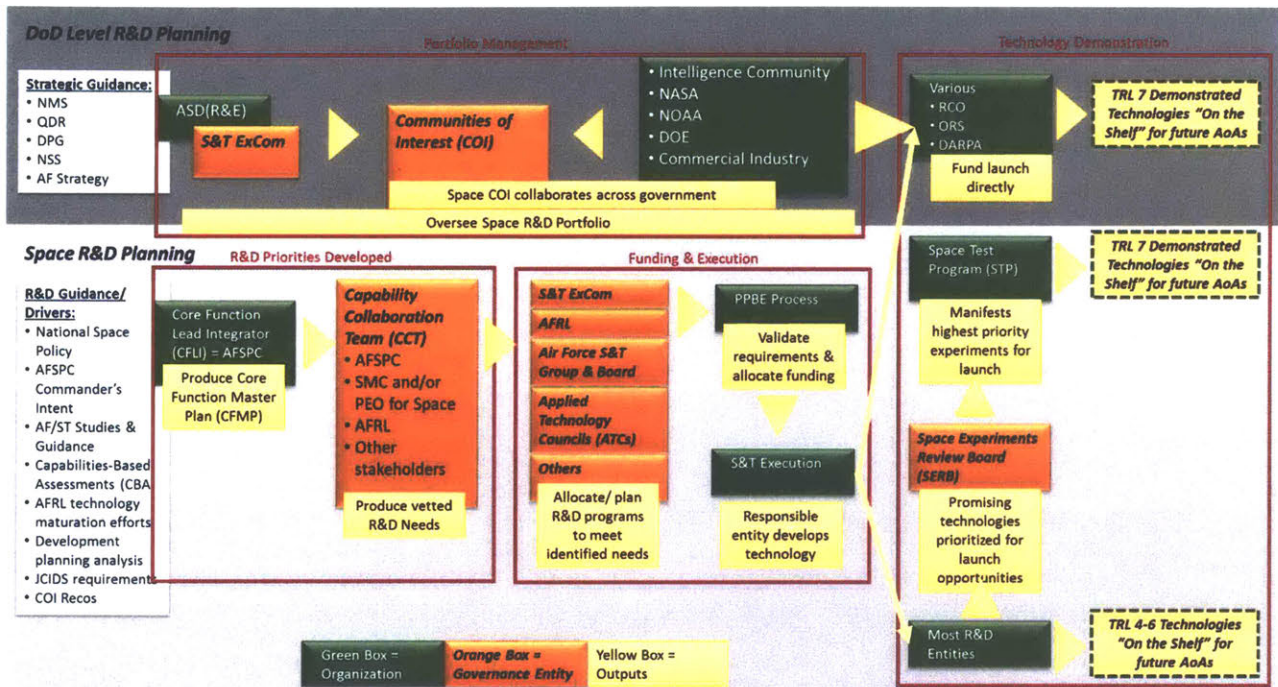 DoD Level R&D Planning
Portfolio Management
Technology Demonstration
Strategic Guidance:
• NMS
• QDR
• DPG
• NSS
• AF Strategy
ASD(R&E)
S&T ExCom
Communities
of Interest (COI)
• Intelligence Community
• NASA
• NOAA
• DOE
• Commercial Industry
Space COI collaborates across government
Oversee Space R&D Portfolio
Various
• RCO
• ORS
• DARPA
Fund launch
directly
TRL 7 Demonstrated
Technologies "On
the Shelf" for future
AoAs
Space R&D Planning
R&D Priorities Developed
Funding & Execution
R&D Guidance/
Drivers:
• National Space
Policy
• AFSPC
Commander's
Intent
• AF/ST Studies &
Guidance
• Capabilities-Based
Assessments (CBA
• AFRL technology
maturation efforts
• Development
planning analysis
• JCIDS requirements
• COI Recos
Core Function
Lead Integrator
(CFLI) = AFSPC
Produce Core
Function Master
Plan (CFMP)
Capability
Collaboration
Team (CCT)
• AFSPC
• SMC and/or
PEO for Space
• AFRL
• Other
stakeholders
Produce vetted
R&D Needs
S&T ExCom
AFRL
Air Force S&T
Group & Board
Applied
Technology
Councils (ATCs)
Others
Allocate/ plan
R&D programs
to meet
identified needs
PPBE Process
Validate
requirements &
allocate funding
S&T Execution
Responsible
entity develops
technology
Space Test
Program (STP)
Manifests
highest priority
experiments for
launch
TRL 7 Demonstrated
Technologies "On the
Shelf" for future AoAs
Space Experiments
Review Board
(SERB)
Promising
technologies
prioritized for
launch
opportunities
Most R&D
Entities
TRL 4-6 Technologies
"On the Shelf" for
future AoAs
Green Box =
Organization
Orange Box =
Governance Entity
Yellow Box =
Outputs